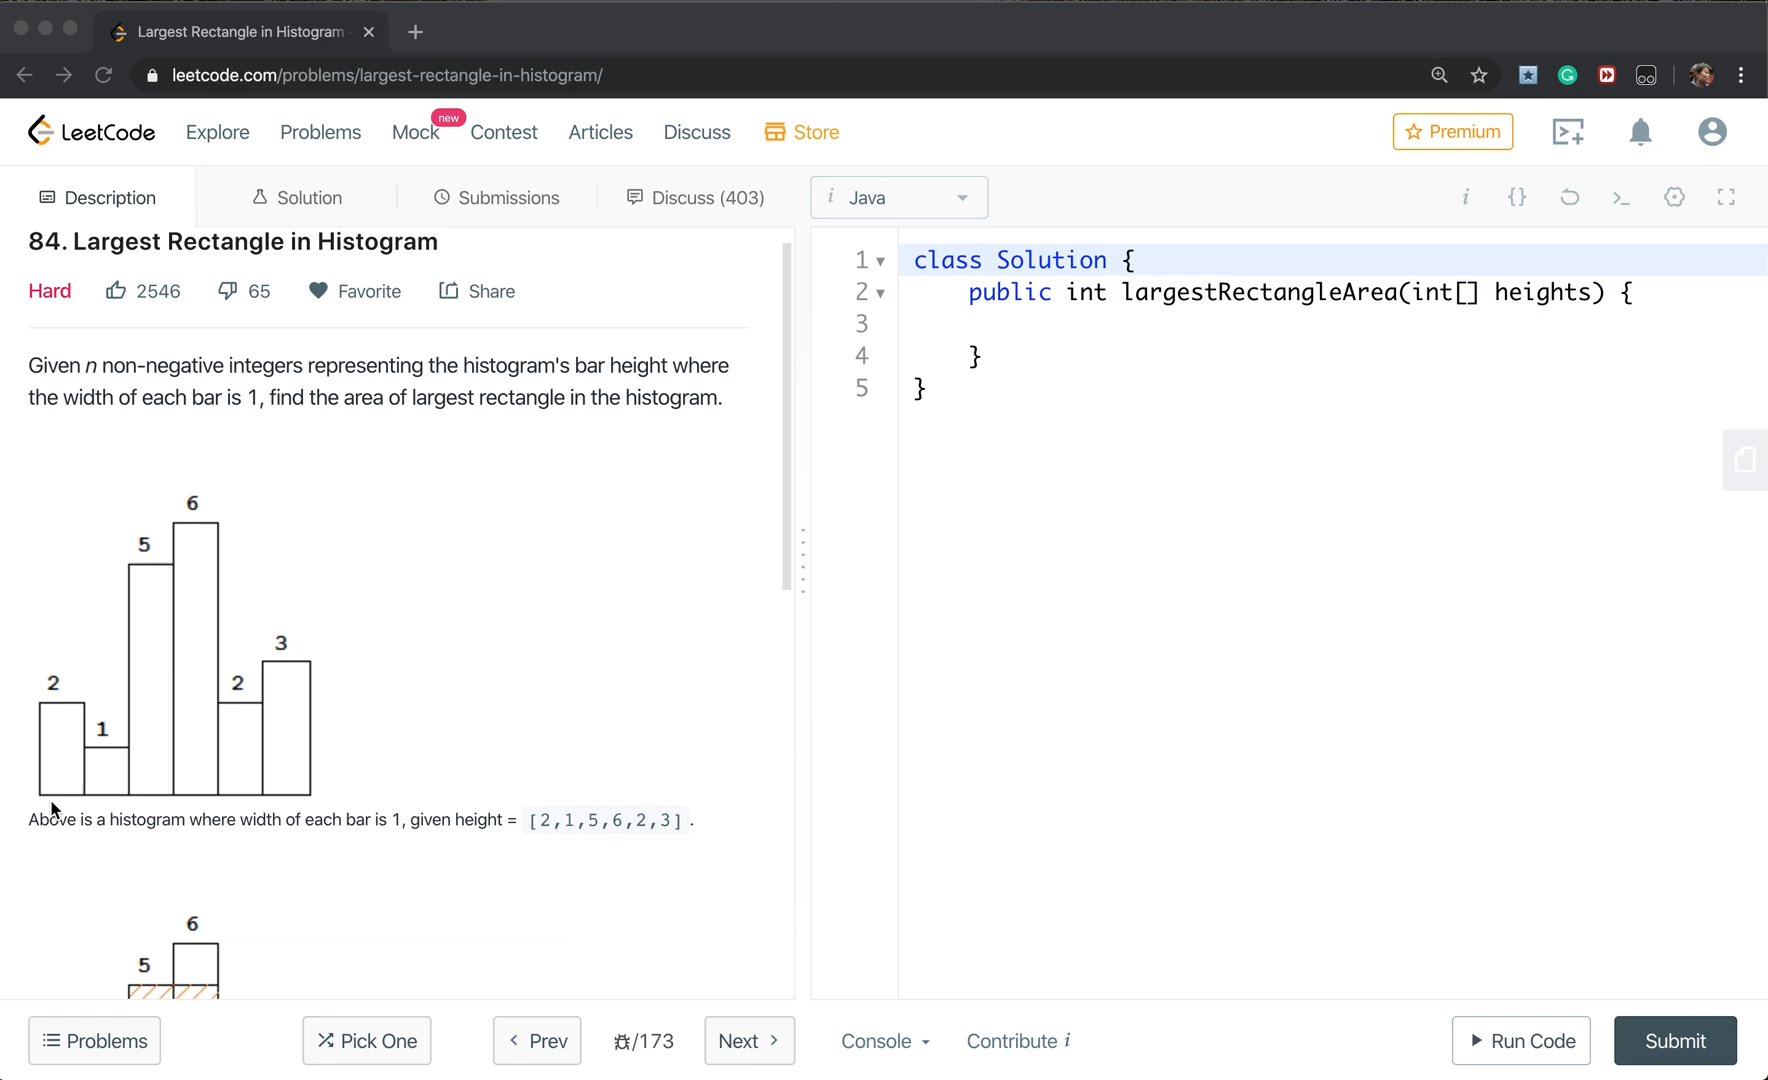 Largest Rectangle in Histogram
leetcode.com/problems/largest-rectangle-in-histogram/
LeetCode Explore Problems Mock new Contest Articles Discuss Store Premium
Description Solution Submissions Discuss (403) i Java i {}
84. Largest Rectangle in Histogram
Hard 2546 65 Favorite Share
Given n non-negative integers representing the histogram's bar height where
the width of each bar is 1, find the area of largest rectangle in the histogram.
6
5
3
2 2
1
Above is a histogram where width of each bar is 1, given height = [2,1,5,6,2,3] .
6
5
1 class Solution {
2 public int largestRectangleArea(int[] heights) {
3
4 }
5 }
Problems Pick One Prev /173 Next Console Contribute i Run Code Submit